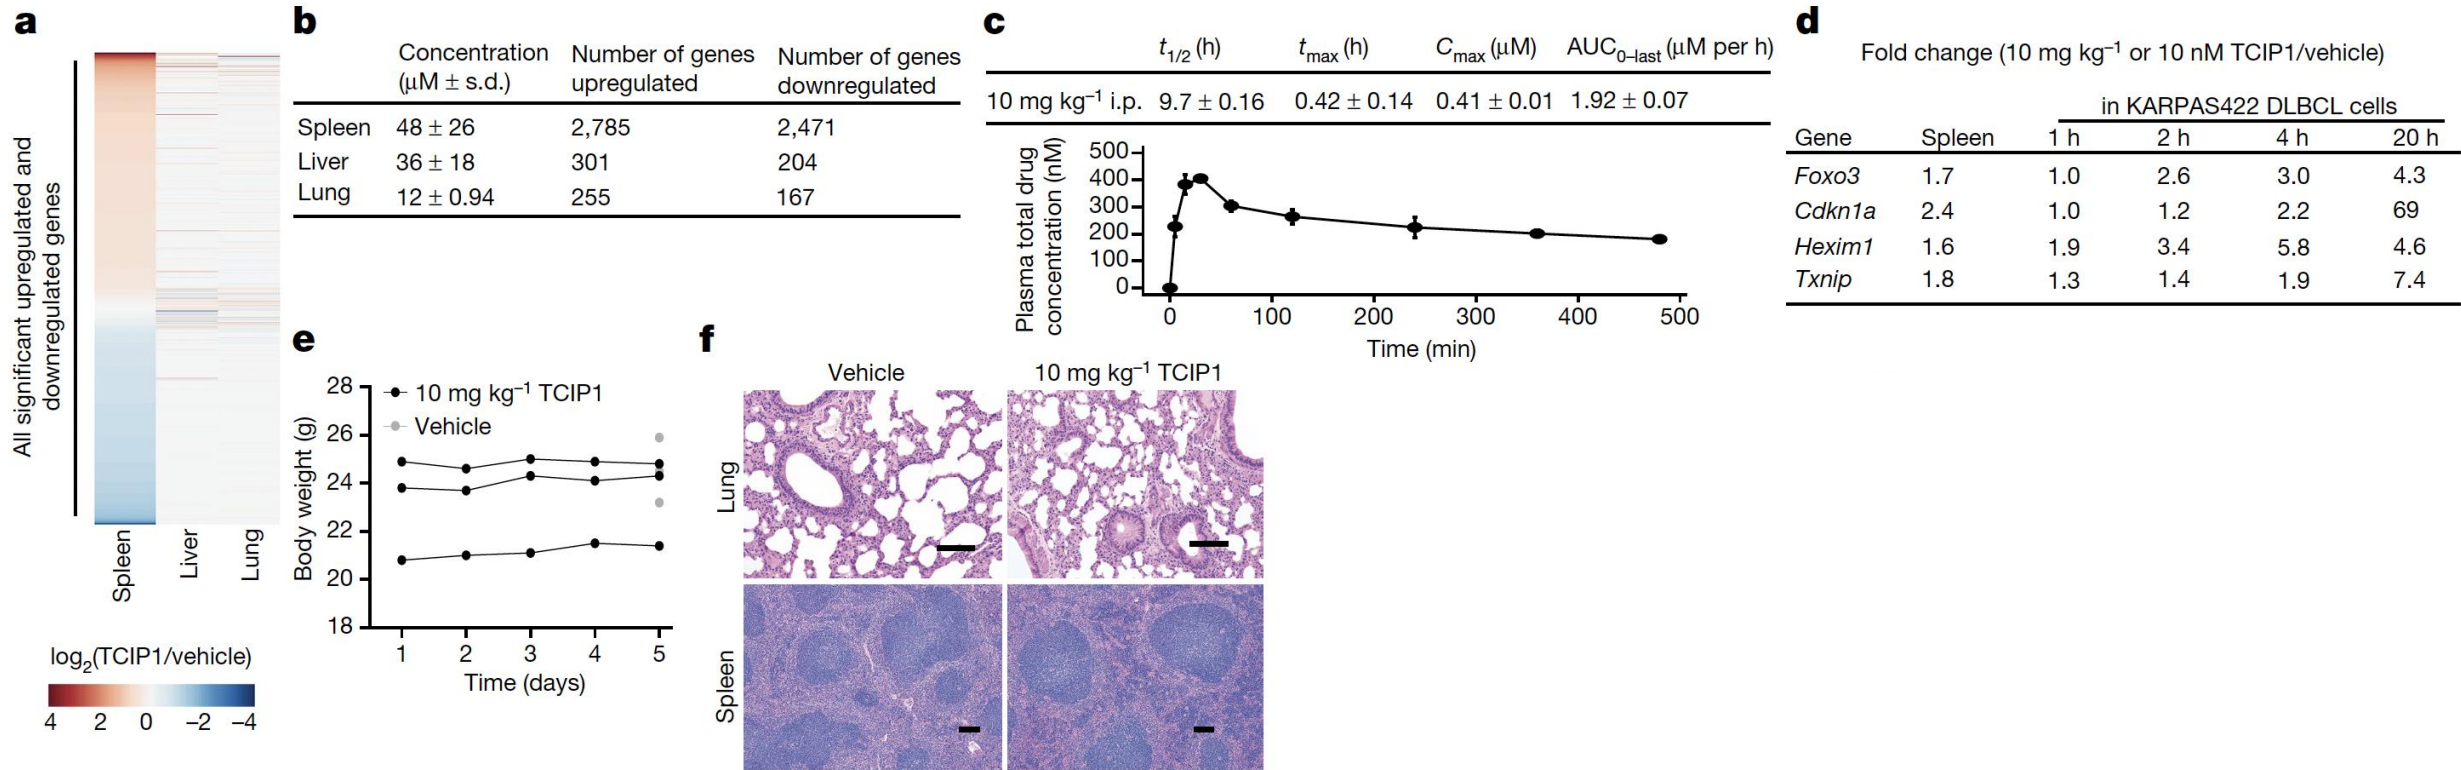 a
All significant upregulated and
downregulated genes
Spleen
Liver
Lung
log2(TCIP1/vehicle)
4 2 0 –2 –4
b
Concentration (μM ± s.d.) Number of genes upregulated Number of genes downregulated
Spleen 48 ± 26 2,785 2,471
Liver 36 ± 18 301 204
Lung 12 ± 0.94 255 167
c
t1/2 (h) tmax (h) Cmax (μM) AUC0–last (μM per h)
10 mg kg–1 i.p. 9.7 ± 0.16 0.42 ± 0.14 0.41 ± 0.01 1.92 ± 0.07
Plasma total drug
concentration (nM)
500
400
300
200
100
0
0 100 200 300 400 500
Time (min)
d
Fold change (10 mg kg–1 or 10 nM TCIP1/vehicle)
in KARPAS422 DLBCL cells
Gene Spleen 1 h 2 h 4 h 20 h
Foxo3 1.7 1.0 2.6 3.0 4.3
Cdkn1a 2.4 1.0 1.2 2.2 69
Hexim1 1.6 1.9 3.4 5.8 4.6
Txnip 1.8 1.3 1.4 1.9 7.4
e
Body weight (g)
28
26
24
22
20
18
10 mg kg–1 TCIP1
Vehicle
1 2 3 4 5
Time (days)
f
Vehicle 10 mg kg–1 TCIP1
Lung
Spleen